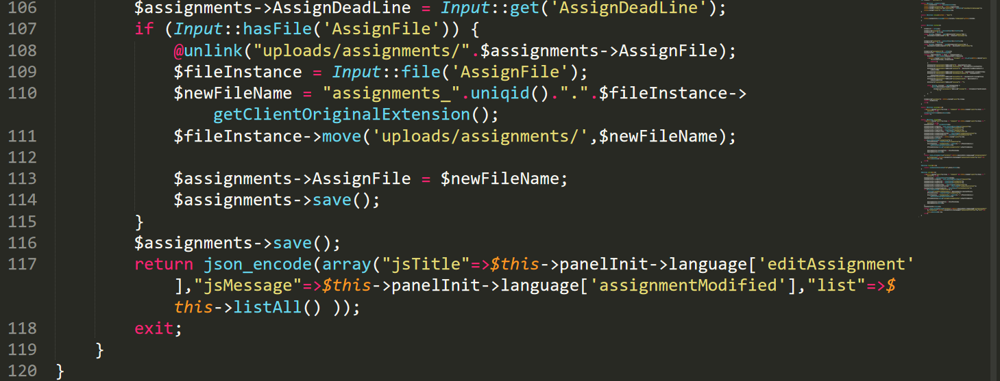 106 $assignments->AssignDeadLine = Input::get('AssignDeadLine');
107 if (Input::hasFile('AssignFile')) {
108 @unlink("uploads/assignments/".$assignments->AssignFile);
109 $fileInstance = Input::file('AssignFile');
110 $newFileName = "assignments_".uniqid().".".$fileInstance->
getClientOriginalExtension();
111 $fileInstance->move('uploads/assignments/',$newFileName);
112
113 $assignments->AssignFile = $newFileName;
114 $assignments->save();
115 }
116 $assignments->save();
117 return json_encode(array("jsTitle"=>$this->panelInit->language['editAssignment'
],"jsMessage"=>$this->panelInit->language['assignmentModified'],"list"=>$
this->listAll() ));
118 exit;
119 }
120 }